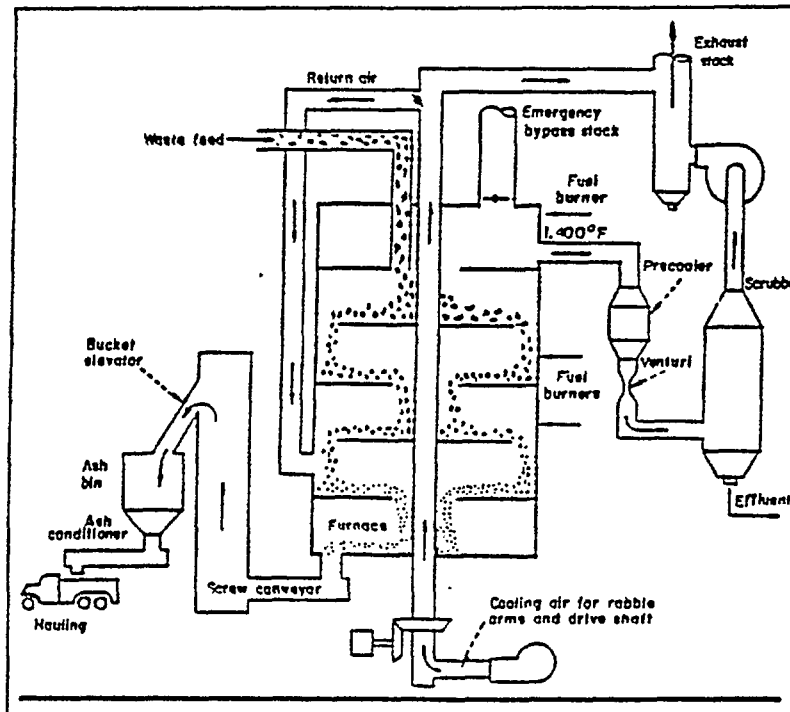 Exhaust
stack
Return air
Emergency
bypass stack
Waste feed
Fuel
burner
1,400°F
Precooler
Scrubbe
Bucket
elevator
Venturi
Fuel
burners
Ash
bin
Ash
conditioner
Effluent
Furnace
Screw conveyor
Hauling
Cooling air for rabble
arms and drive shaft